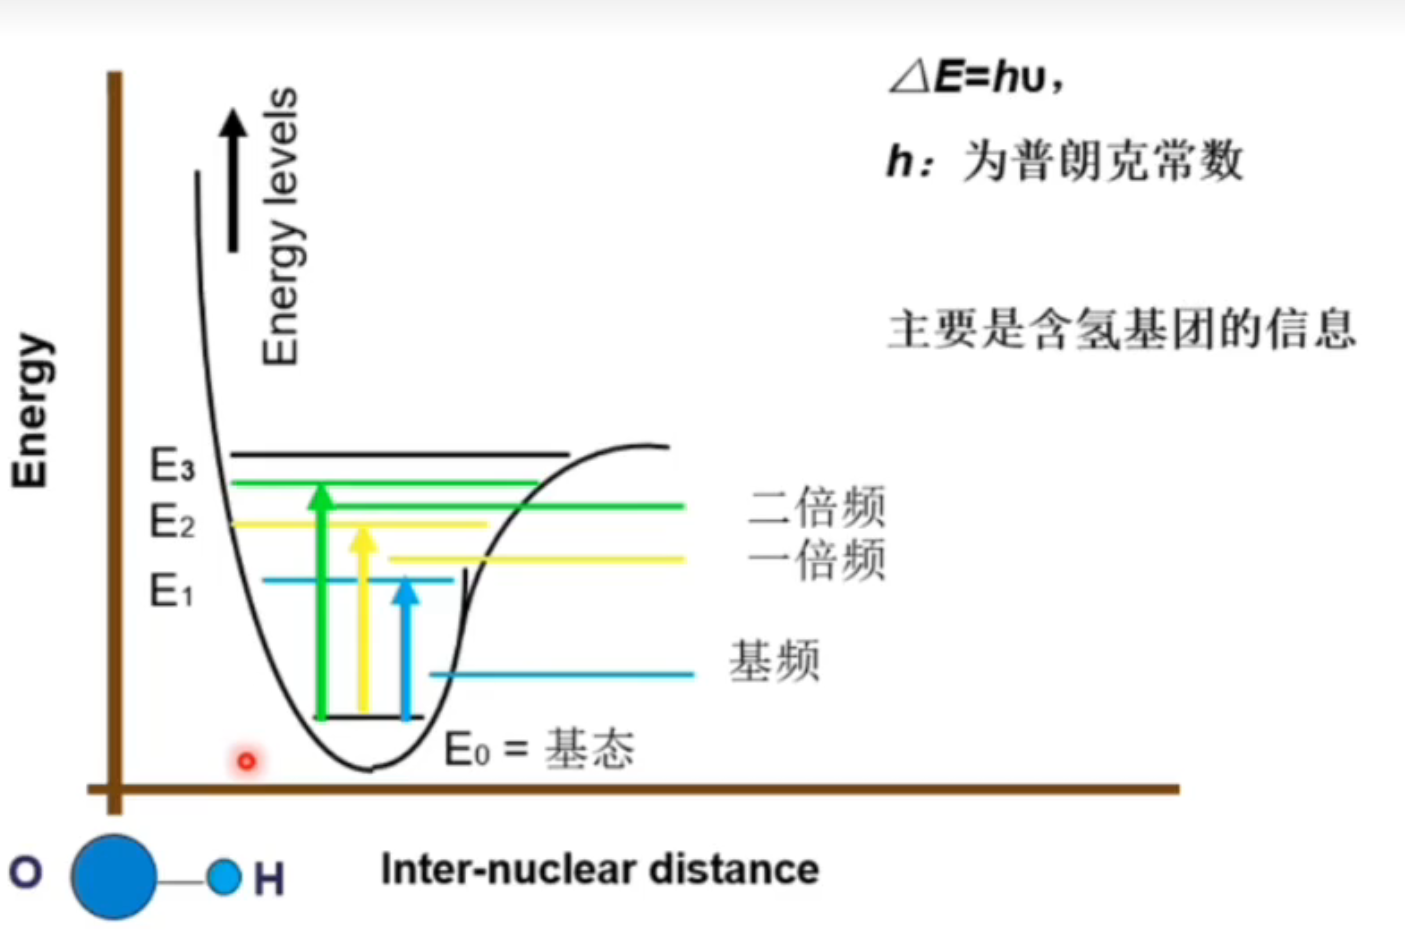 △E=hυ，
h：为普朗克常数
主要是含氢基团的信息
Energy levels
Energy
E3
E2
E1
二倍频
一倍频
基频
E0 = 基态
O
H
Inter-nuclear distance